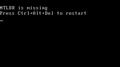 NTLDR is missing
Press Ctrl+Alt+Del to restart